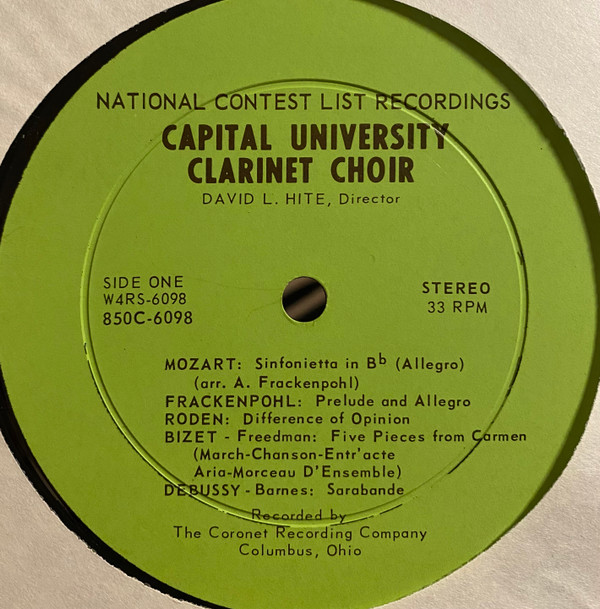 NATIONAL CONTEST LIST RECORDINGS
CAPITAL UNIVERSITY
CLARINET CHOIR
DAVID L. HITE, Director
SIDE ONE
W4RS-6098
850C-6098
STEREO
33 RPM
MOZART: Sinfonietta in Bb (Allegro)
(arr. A. Frackenpohl)
FRACKENPOHL: Prelude and Allegro
RODEN: Difference of Opinion
BIZET - Freedman: Five Pieces from Carmen
(March-Chanson-Entr'acte
Aria-Morceau D'Ensemble)
DEBUSSY - Barnes: Sarabande
Recorded by
The Coronet Recording Company
Columbus, Ohio